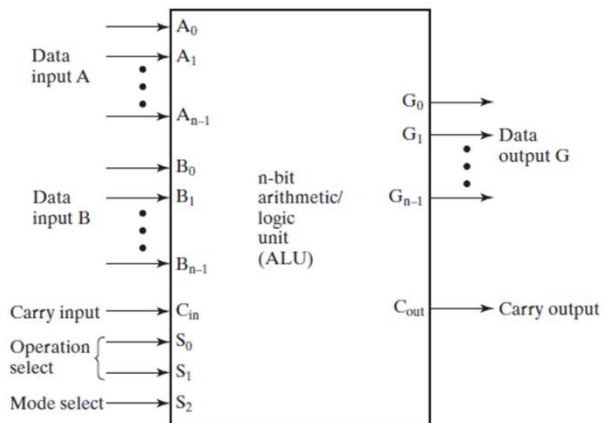 Data
input A
A0
A1
An–1
Data
input B
B0
B1
Bn–1
Carry input
Cin
Operation
select
S0
S1
Mode select
S2
n-bit
arithmetic/
logic
unit
(ALU)
G0
G1
Gn–1
Data
output G
Cout
Carry output